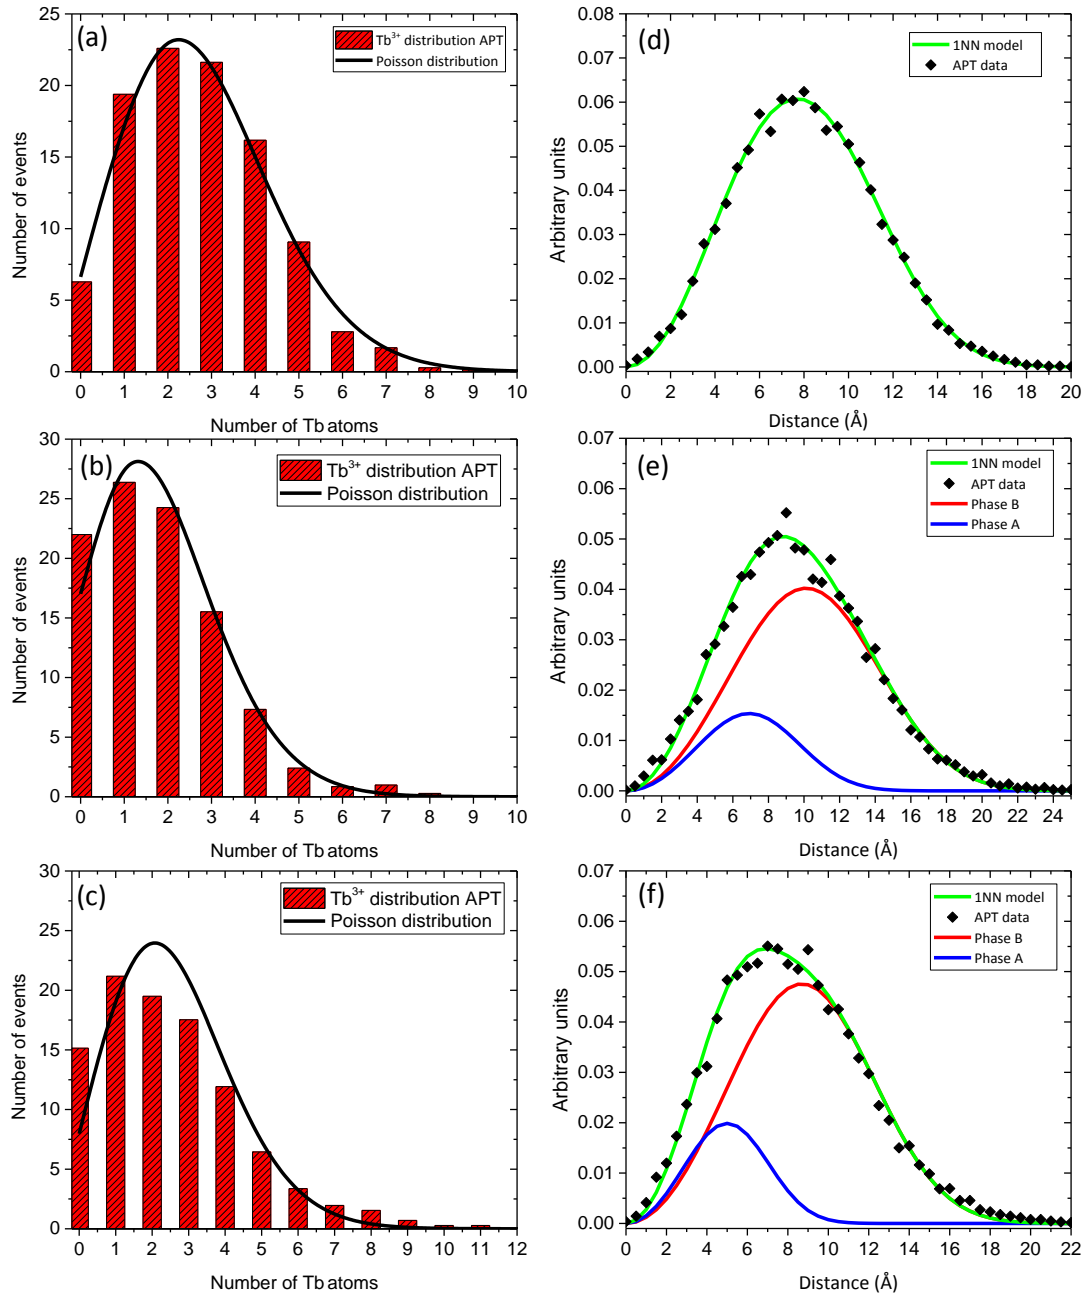 (a)
Tb³⁺ distribution APT
Poisson distribution
Number of events
25
20
15
10
5
0
0 1 2 3 4 5 6 7 8 9 10
Number of Tb atoms
(d)
1NN model
APT data
Arbitrary units
0.08
0.07
0.06
0.05
0.04
0.03
0.02
0.01
0.00
0 2 4 6 8 10 12 14 16 18 20
Distance (Å)
(b)
Tb³⁺ distribution APT
Poisson distribution
Number of events
30
25
20
15
10
5
0
0 1 2 3 4 5 6 7 8 9 10
Number of Tb atoms
(e)
1NN model
APT data
Phase B
Phase A
Arbitrary units
0.07
0.06
0.05
0.04
0.03
0.02
0.01
0.00
0 2 4 6 8 10 12 14 16 18 20 22 24
Distance (Å)
(c)
Tb³⁺ distribution APT
Poisson distribution
Number of events
30
25
20
15
10
5
0
0 1 2 3 4 5 6 7 8 9 10 11 12
Number of Tb atoms
(f)
1NN model
APT data
Phase B
Phase A
Arbitrary units
0.07
0.06
0.05
0.04
0.03
0.02
0.01
0.00
0 2 4 6 8 10 12 14 16 18 20 22
Distance (Å)